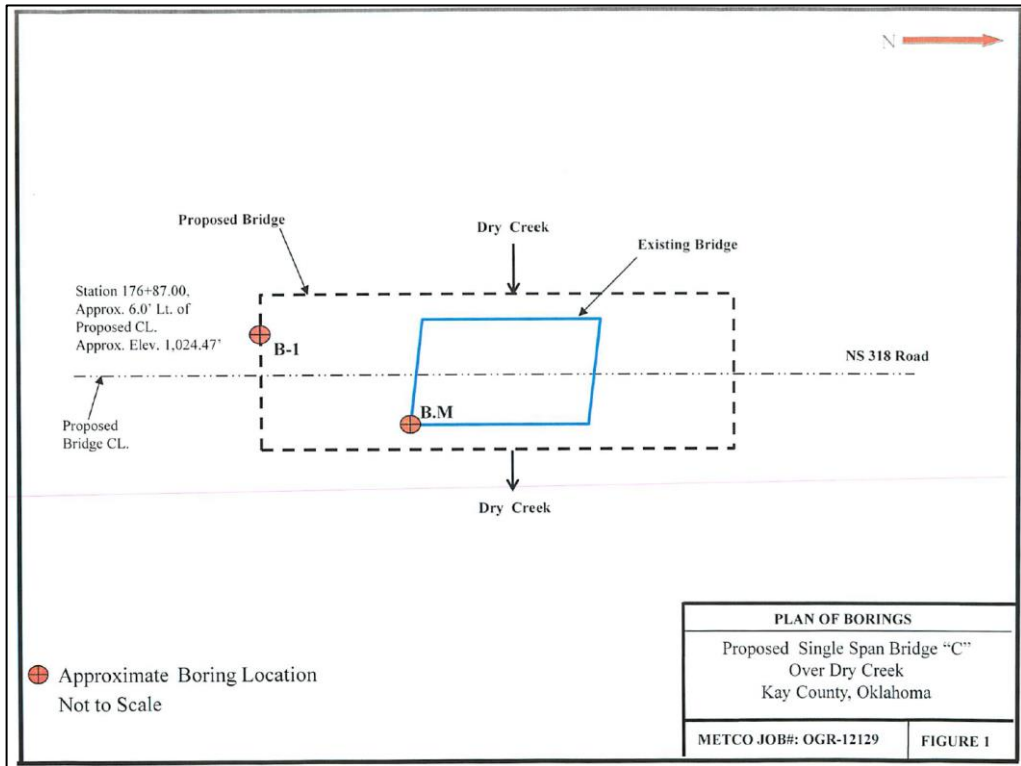 N
Proposed Bridge
Dry Creek
Existing Bridge
Station 176+87.00,
Approx. 6.0' Lt. of
Proposed CL.
Approx. Elev. 1,024.47'
B-1
NS 318 Road
B.M
Proposed
Bridge CL.
Dry Creek
Approximate Boring Location
Not to Scale
PLAN OF BORINGS
Proposed Single Span Bridge “C”
Over Dry Creek
Kay County, Oklahoma
METCO JOB#: OGR-12129
FIGURE 1